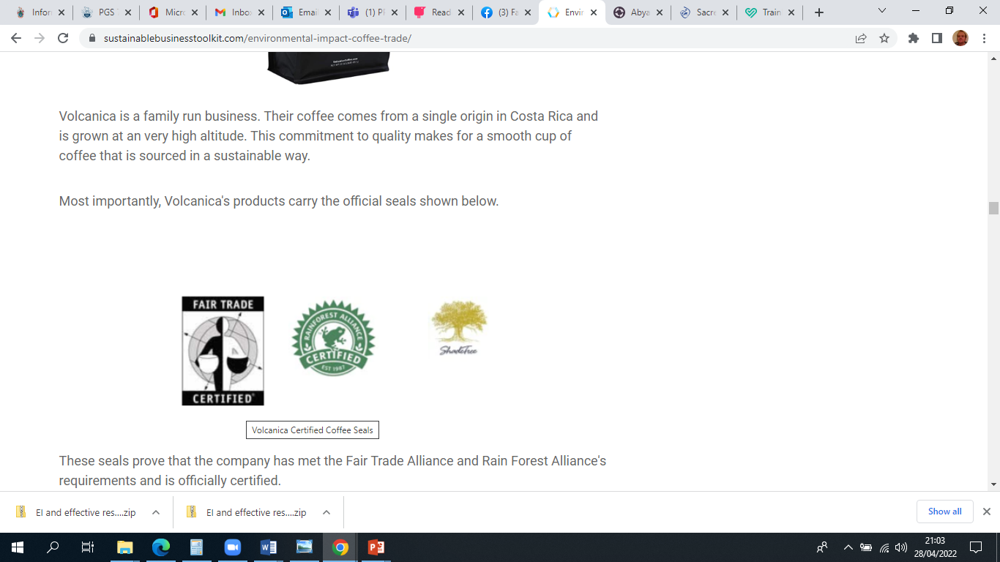 Infor
PGS
Micro
Inbo
Emai
(1) P
Read
(3) Fa
Envir
Abya
Sacre
Train
sustainablebusinesstoolkit.com/environmental-impact-coffee-trade/
Volcanica is a family run business. Their coffee comes from a single origin in Costa Rica and
is grown at an very high altitude. This commitment to quality makes for a smooth cup of
coffee that is sourced in a sustainable way.
Most importantly, Volcanica's products carry the official seals shown below.
FAIR TRADE
CERTIFIED
RAINFOREST ALLIANCE
CERTIFIED
EST 1987
ShadeTree
Volcanica Certified Coffee Seals
These seals prove that the company has met the Fair Trade Alliance and Rain Forest Alliance's
requirements and is officially certified.
EI and effective res....zip
EI and effective res....zip
Show all
21:03
28/04/2022